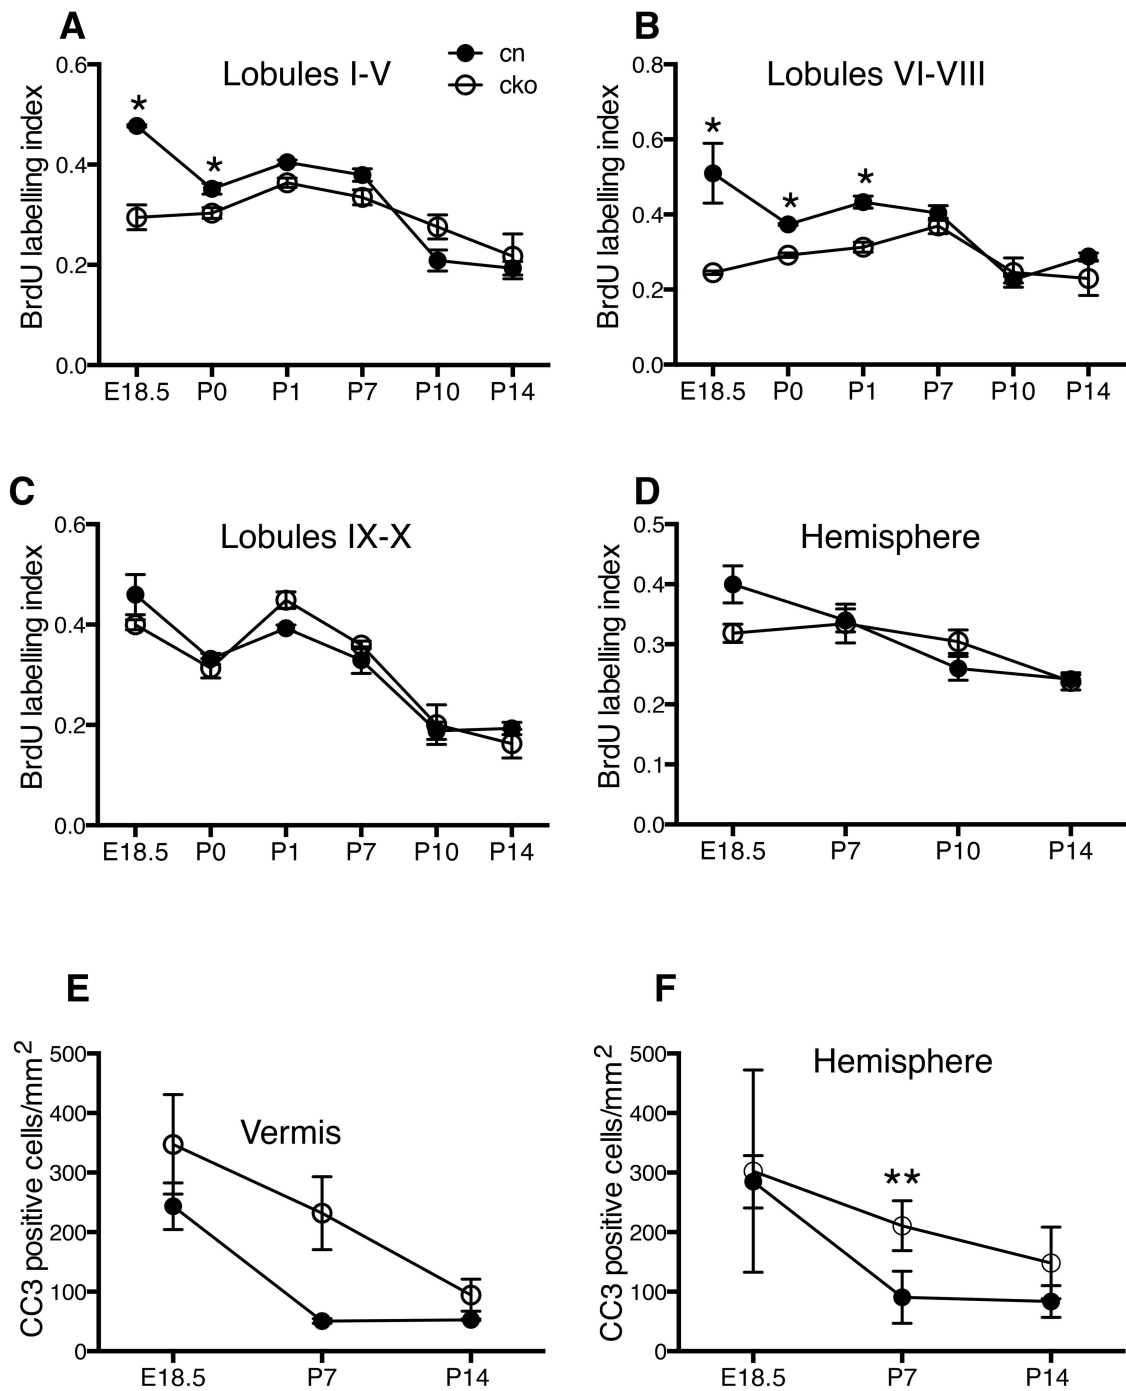 A
Lobules I-V
cn
cko
BrdU labelling index
0.6
0.4
0.2
0.0
*
*
E18.5 P0 P1 P7 P10 P14
B
Lobules VI-VIII
BrdU labelling index
0.8
0.6
0.4
0.2
0.0
*
*
*
E18.5 P0 P1 P7 P10 P14
C
Lobules IX-X
BrdU labelling index
0.6
0.4
0.2
0.0
E18.5 P0 P1 P7 P10 P14
D
Hemisphere
BrdU labelling index
0.5
0.4
0.3
0.2
0.1
0.0
E18.5 P7 P10 P14
E
Vermis
CC3 positive cells/mm²
500
400
300
200
100
0
E18.5 P7 P14
F
Hemisphere
CC3 positive cells/mm²
500
400
300
200
100
0
**
E18.5 P7 P14